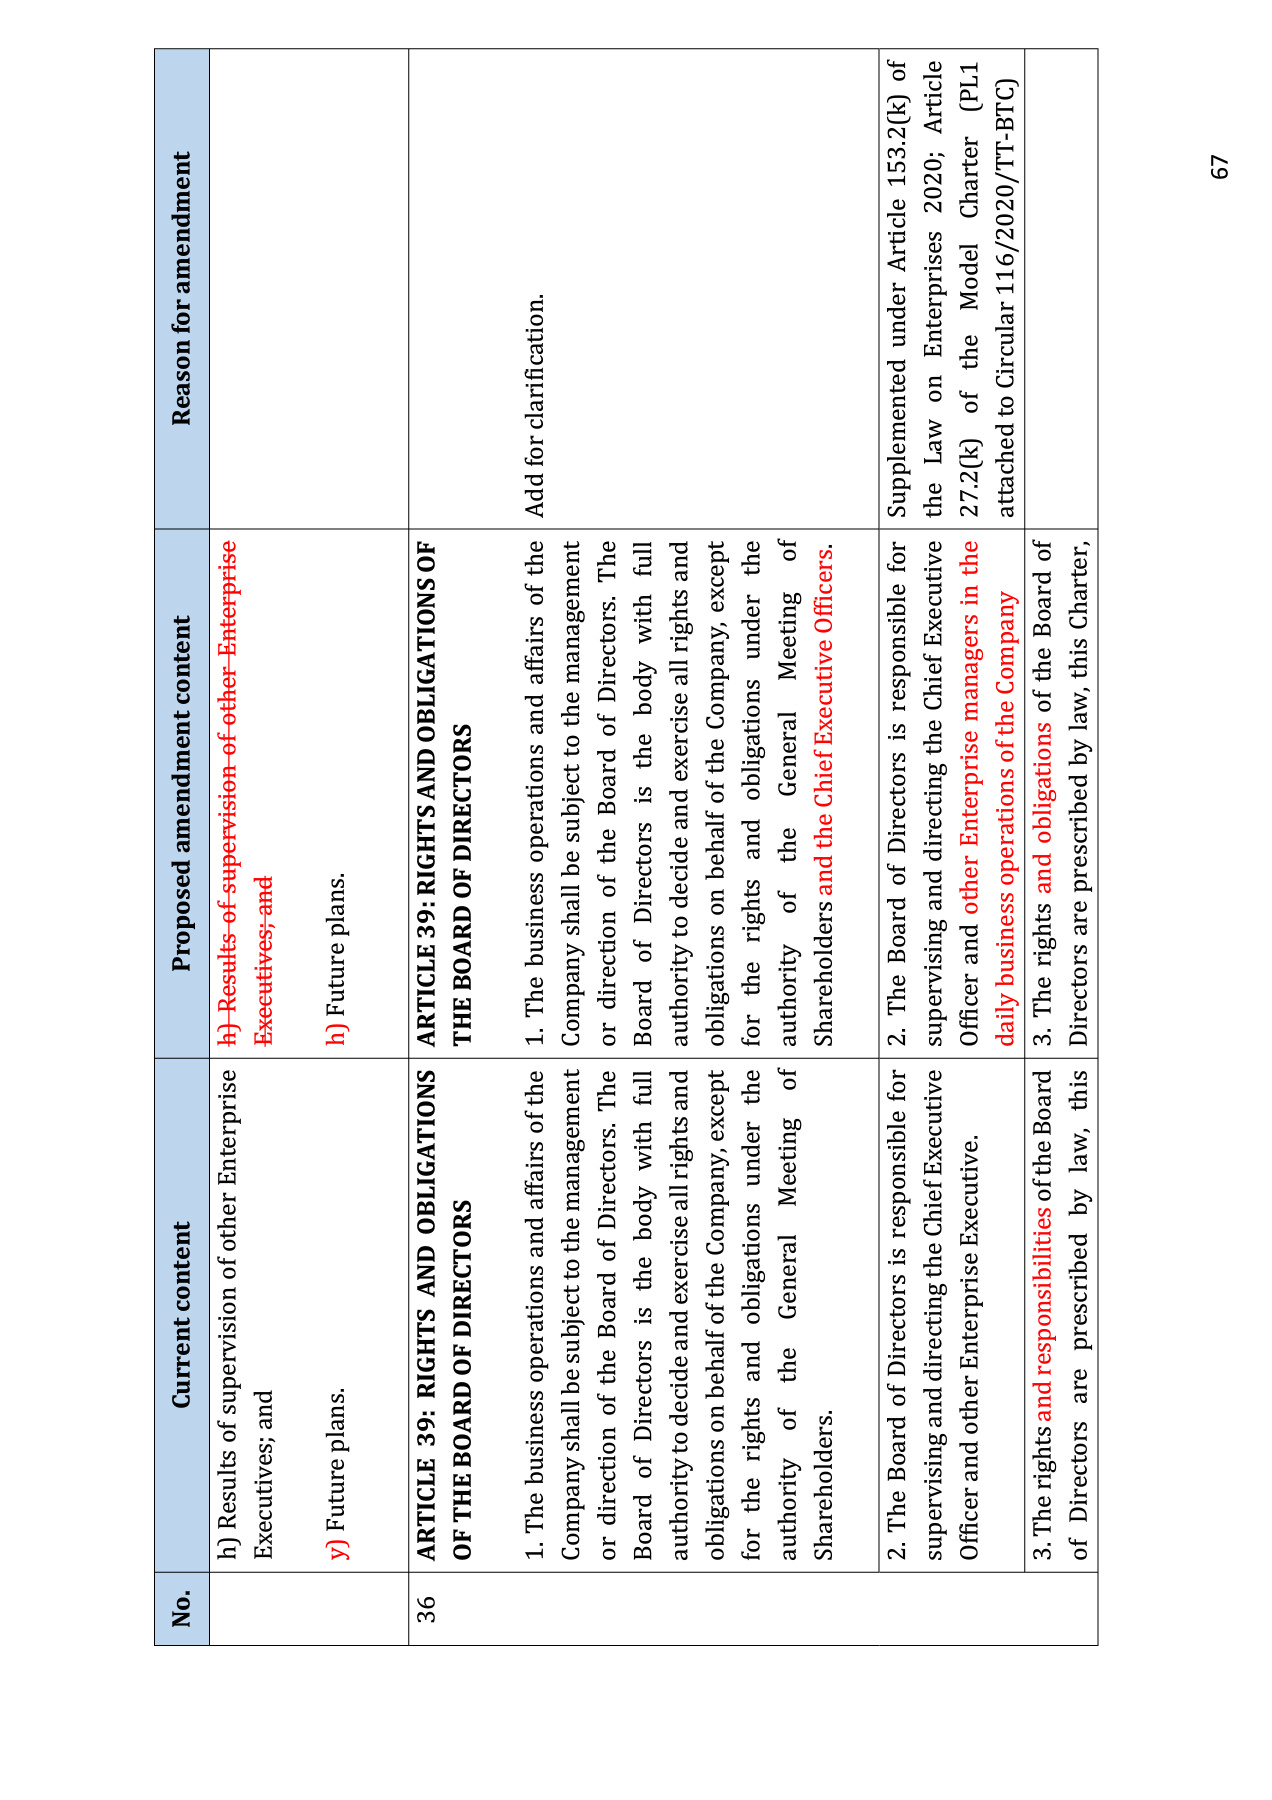 No.
Current content
Proposed amendment content
Reason for amendment
h) Results of supervision of other Enterprise
Executives; and
y) Future plans.
h) Results of supervision of other Enterprise
Executives; and
h) Future plans.
36
ARTICLE 39: RIGHTS AND OBLIGATIONS
OF THE BOARD OF DIRECTORS
1. The business operations and affairs of the
Company shall be subject to the management
or direction of the Board of Directors. The
Board of Directors is the body with full
authority to decide and exercise all rights and
obligations on behalf of the Company, except
for the rights and obligations under the
authority of the General Meeting of
Shareholders.
ARTICLE 39: RIGHTS AND OBLIGATIONS OF
THE BOARD OF DIRECTORS
1. The business operations and affairs of the
Company shall be subject to the management
or direction of the Board of Directors. The
Board of Directors is the body with full
authority to decide and exercise all rights and
obligations on behalf of the Company, except
for the rights and obligations under the
authority of the General Meeting of
Shareholders and the Chief Executive Officers.
Add for clarification.
2. The Board of Directors is responsible for
supervising and directing the Chief Executive
Officer and other Enterprise Executive.
2. The Board of Directors is responsible for
supervising and directing the Chief Executive
Officer and other Enterprise managers in the
daily business operations of the Company
Supplemented under Article 153.2(k) of
the Law on Enterprises 2020; Article
27.2(k) of the Model Charter (PL1
attached to Circular 116/2020/TT-BTC)
3. The rights and responsibilities of the Board
of Directors are prescribed by law, this
3. The rights and obligations of the Board of
Directors are prescribed by law, this Charter,
67